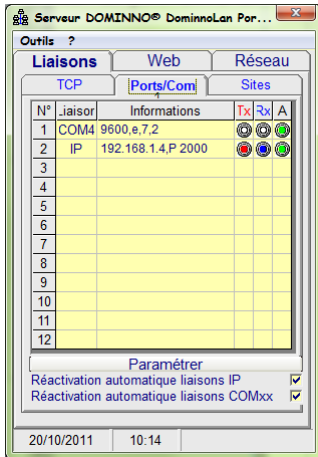 Serveur DOMINNO® DominnoLan Por...
Outils ?
Liaisons Web Réseau
TCP Ports/Com Sites
N° Liaisor Informations Tx Rx A
1 COM4 9600,e,7,2
2 IP 192.168.1.4,P 2000
3
4
5
6
7
8
9
10
11
12
Paramétrer
Réactivation automatique liaisons IP
Réactivation automatique liaisons COMxx
20/10/2011 10:14